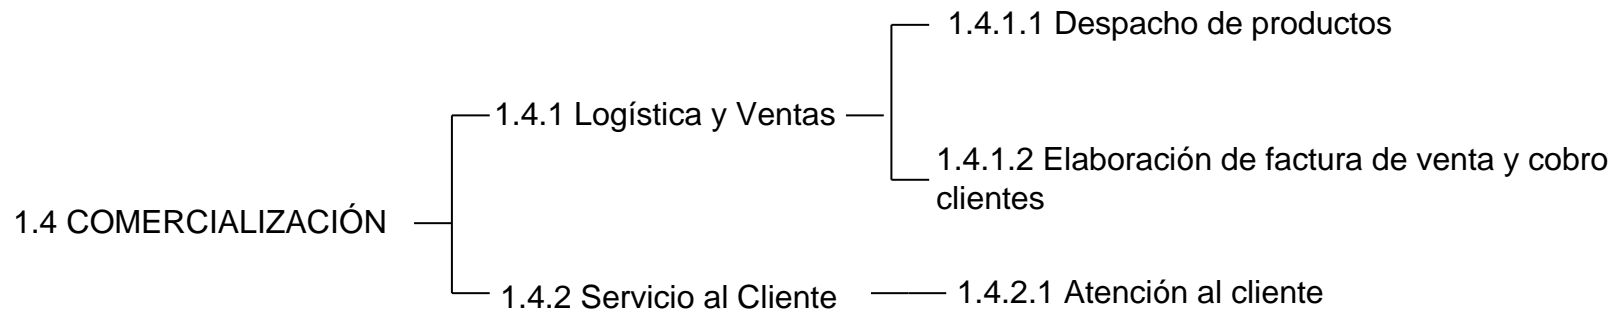 1.4.1.1 Despacho de productos
1.4.1 Logística y Ventas
1.4.1.2 Elaboración de factura de venta y cobro
clientes
1.4 COMERCIALIZACIÓN
1.4.2 Servicio al Cliente
1.4.2.1 Atención al cliente